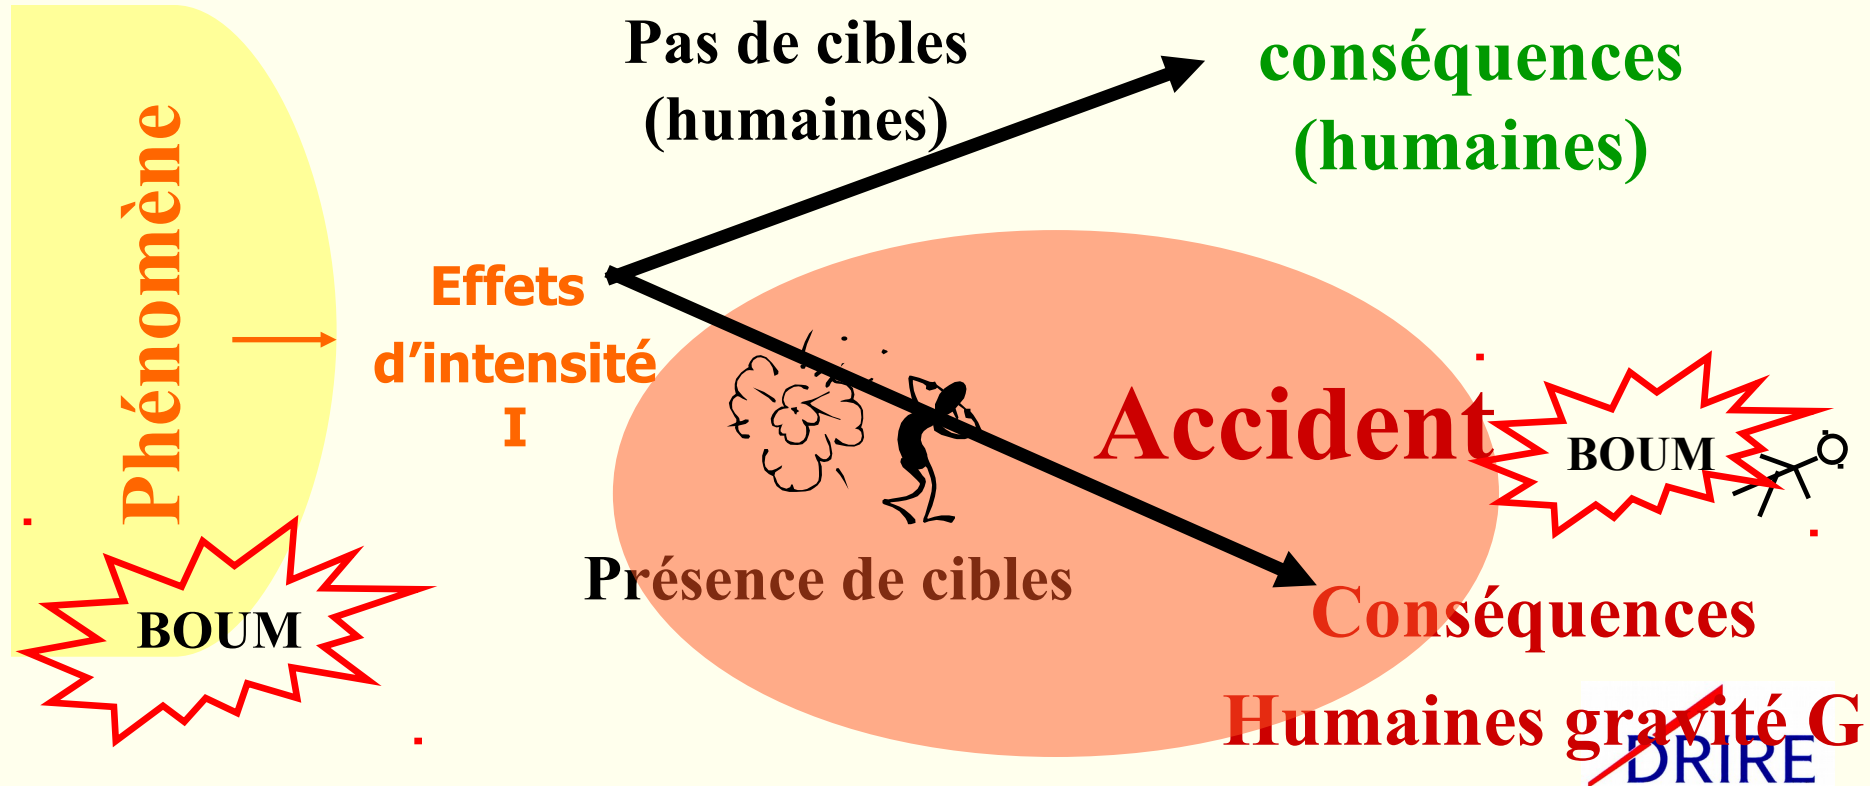 Phénomène
BOUM
Effets
d’intensité
I
Pas de cibles
(humaines)
conséquences
(humaines)
Accident
BOUM
Présence de cibles
Conséquences
Humaines gravité G
DRIRE